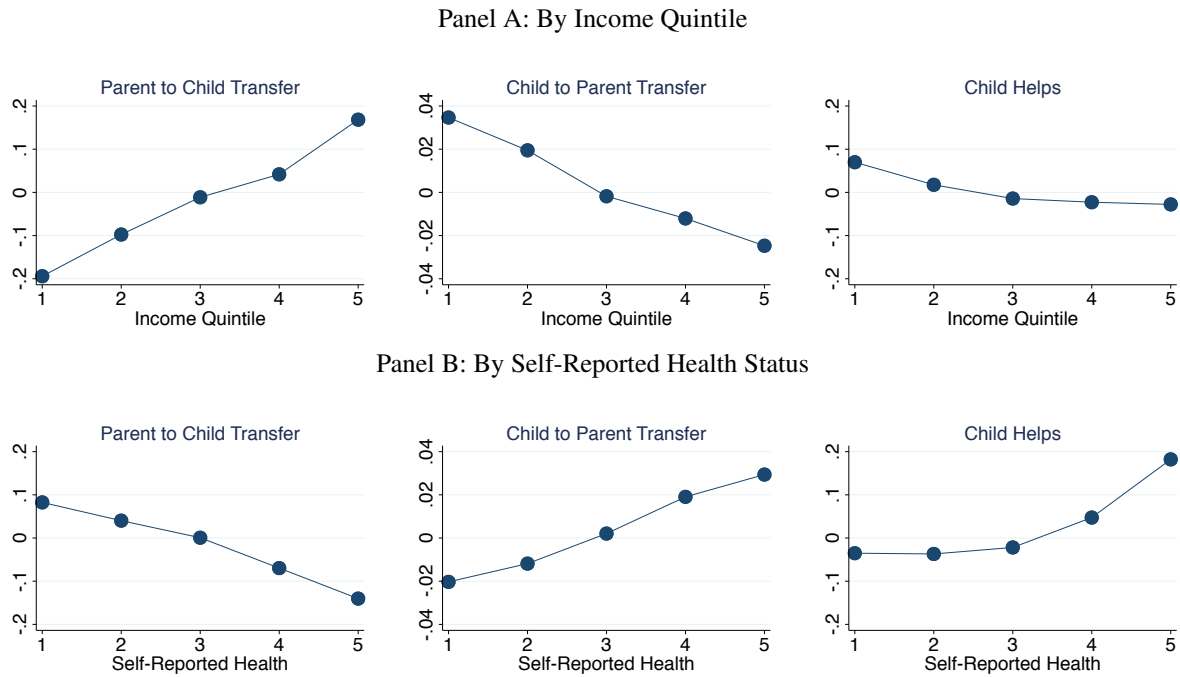 Panel A: By Income Quintile
Parent to Child Transfer
.2
.1
0
-.1
-.2
1 2 3 4 5
Income Quintile
Child to Parent Transfer
.04
.02
0
-.02
-.04
1 2 3 4 5
Income Quintile
Child Helps
.2
.1
0
-.1
-.2
1 2 3 4 5
Income Quintile
Panel B: By Self-Reported Health Status
Parent to Child Transfer
.2
.1
0
-.1
-.2
1 2 3 4 5
Self-Reported Health
Child to Parent Transfer
.04
.02
0
-.02
-.04
1 2 3 4 5
Self-Reported Health
Child Helps
.2
.1
0
-.1
-.2
1 2 3 4 5
Self-Reported Health